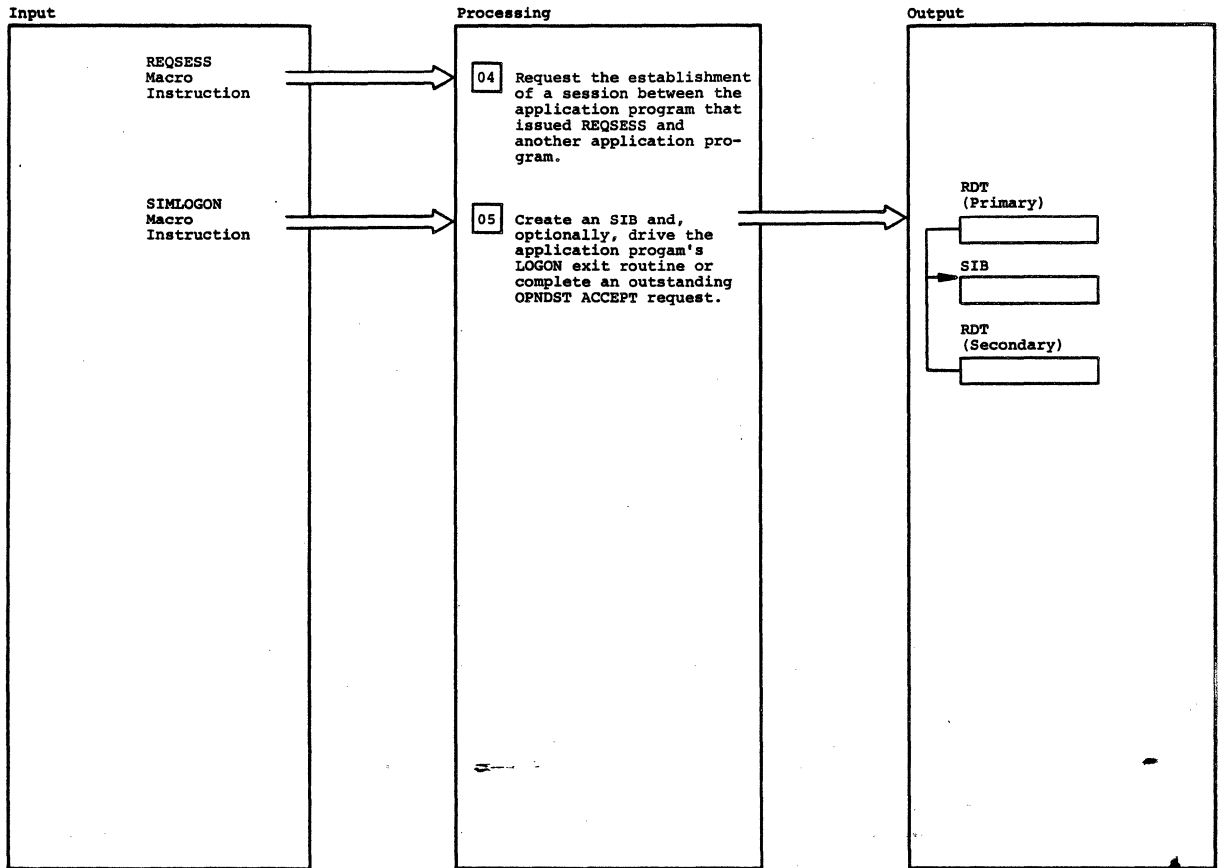 Input
Processing
Output
REQSESS
Macro
Instruction
04 Request the establishment
of a session between the
application program that
issued REQSESS and
another application pro-
gram.
SIMLOGON
Macro
Instruction
05 Create an SIB and,
optionally, drive the
application progam's
LOGON exit routine or
complete an outstanding
OPNDST ACCEPT request.
RDT
(Primary)
SIB
RDT
(Secondary)